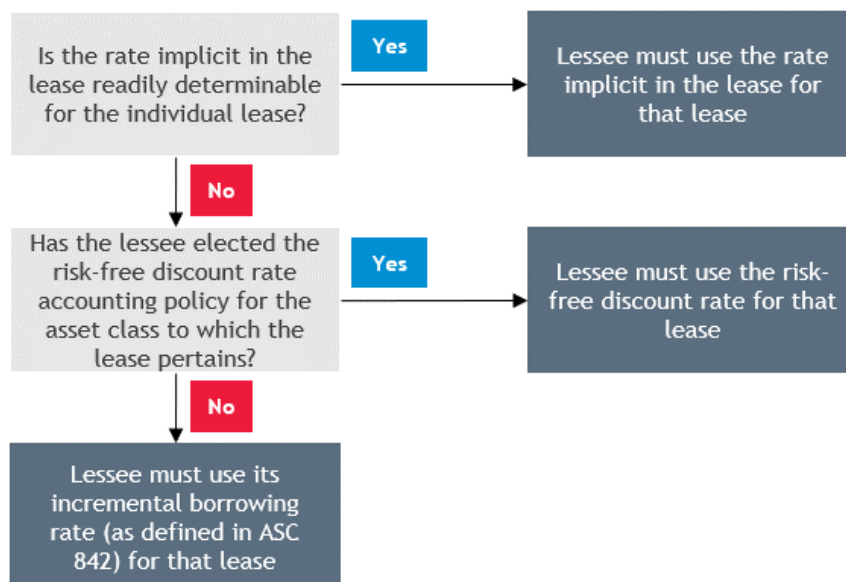 Is the rate implicit in the
lease readily determinable
for the individual lease?
Yes
Lessee must use the rate
implicit in the lease for
that lease
No
Has the lessee elected the
risk-free discount rate
accounting policy for the
asset class to which the
lease pertains?
Yes
Lessee must use the risk-
free discount rate for that
lease
No
Lessee must use its
incremental borrowing
rate (as defined in ASC
842) for that lease